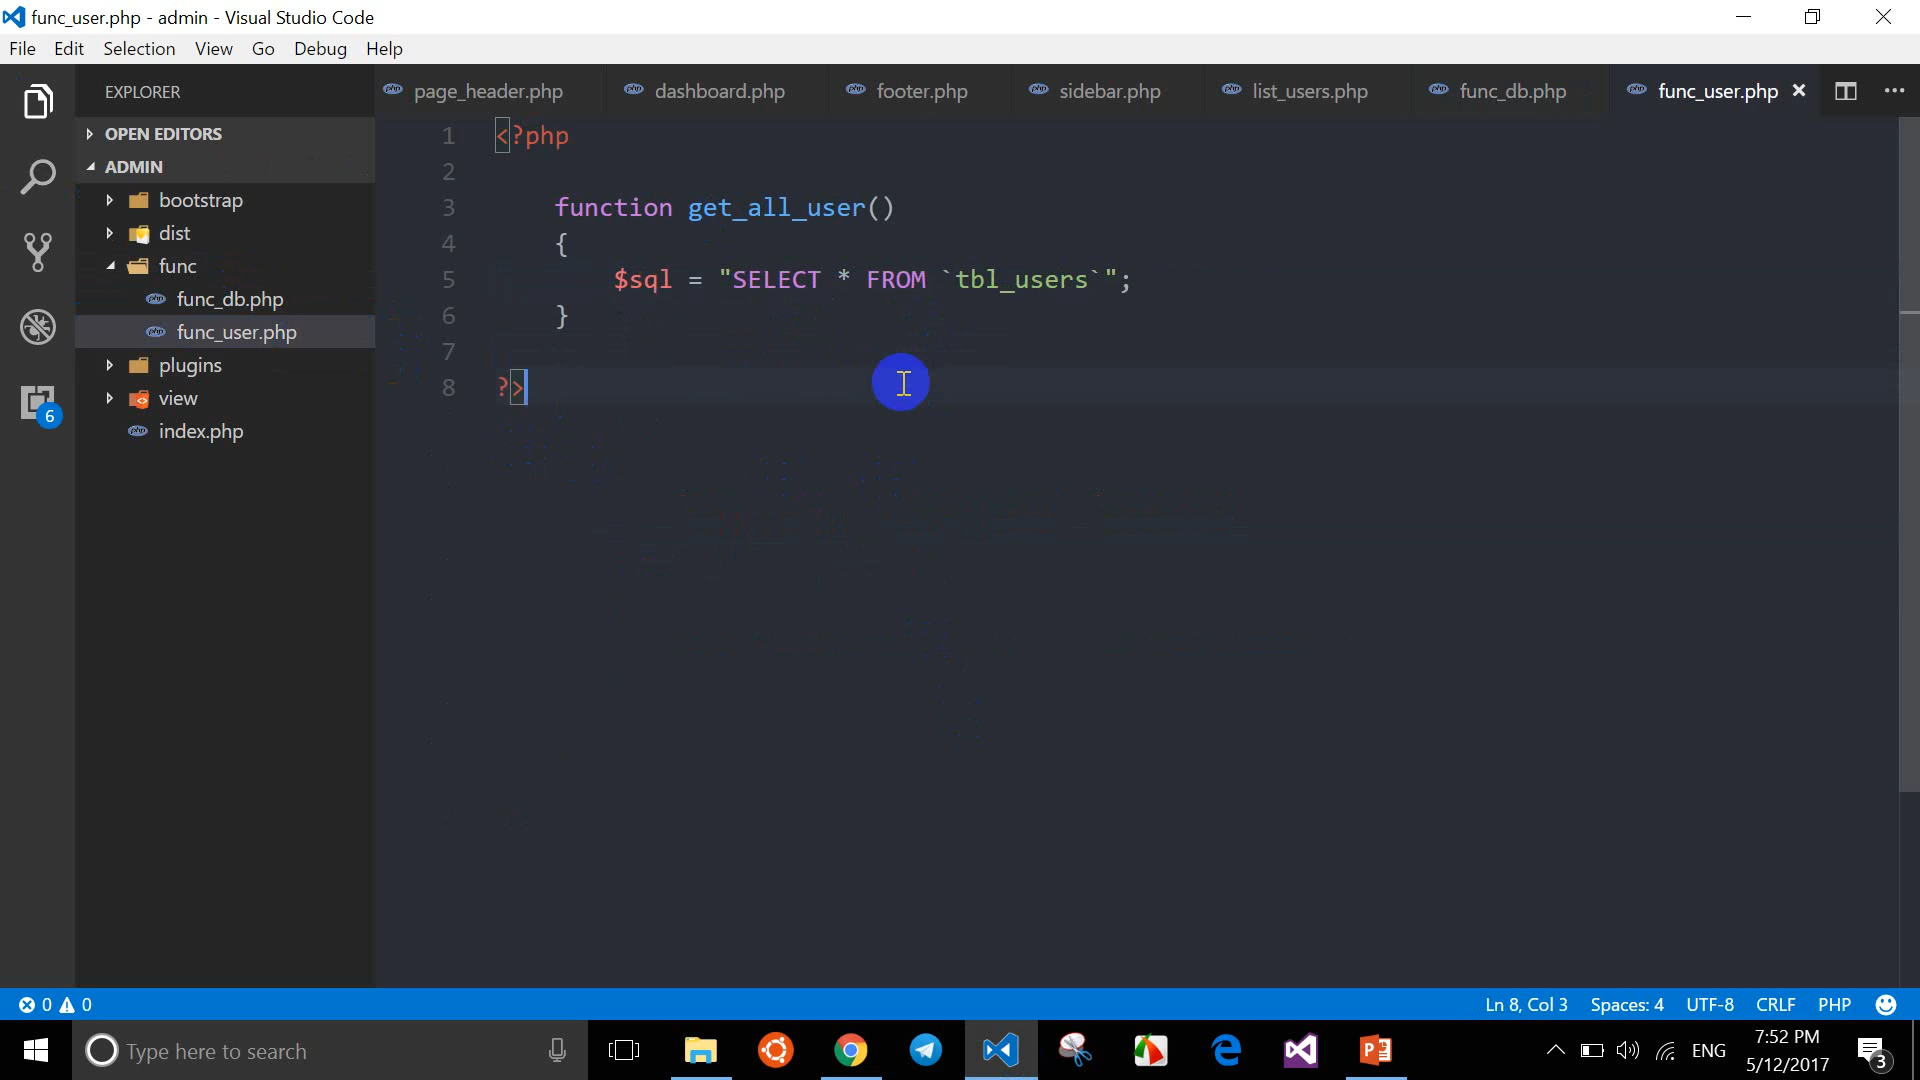 func_user.php - admin - Visual Studio Code
File Edit Selection View Go Debug Help
EXPLORER
OPEN EDITORS
ADMIN
bootstrap
dist
func
func_db.php
func_user.php
plugins
view
index.php
6
page_header.php dashboard.php footer.php sidebar.php list_users.php func_db.php func_user.php
1 <?php
2
3 function get_all_user()
4 {
5 $sql = "SELECT * FROM `tbl_users`";
6 }
7
8 ?>
0 0 Ln 8, Col 3 Spaces: 4 UTF-8 CRLF PHP
Type here to search
ENG
7:52 PM
5/12/2017
3